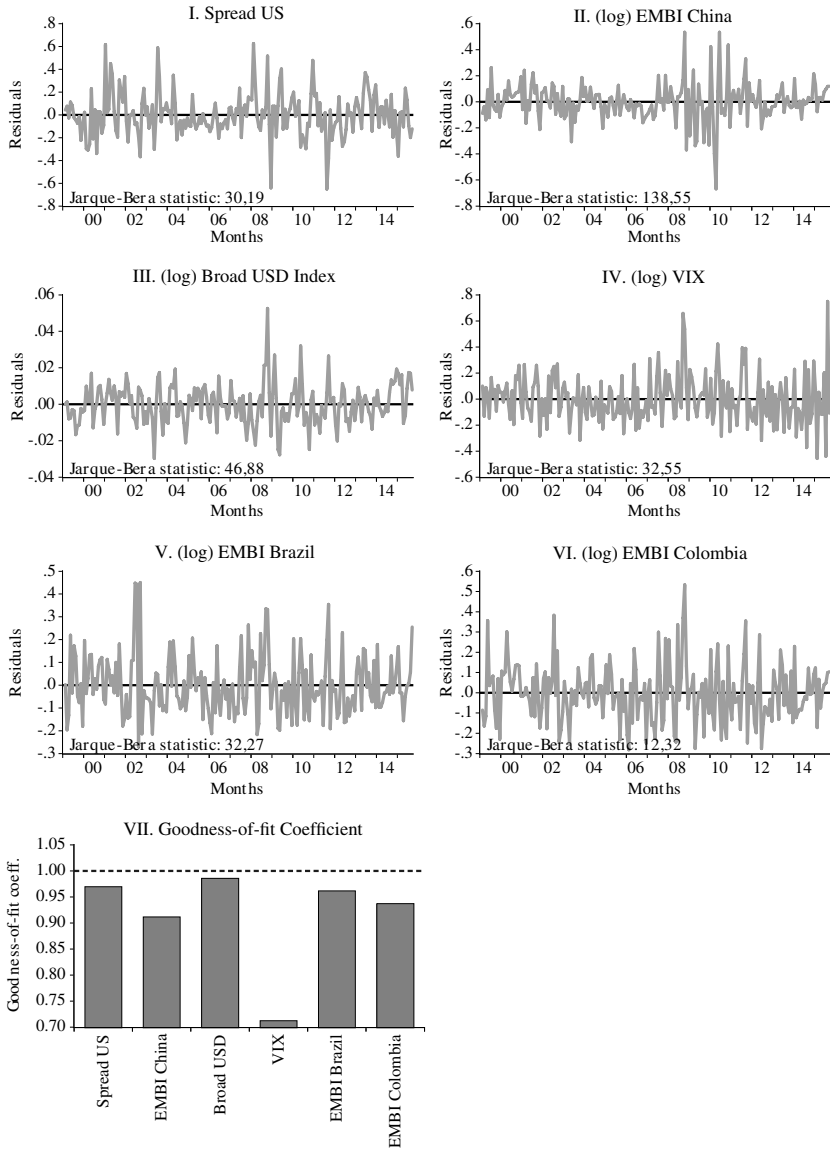 I. Spread US
.8
.6
.4
.2
.0
-.2
-.4
-.6
-.8
Residuals
Jarque-Bera statistic: 30,19
00 02 04 06 08 10 12 14
Months
II. (log) EMBI China
.6
.4
.2
.0
-.2
-.4
-.6
-.8
Residuals
Jarque-Bera statistic: 138,55
00 02 04 06 08 10 12 14
Months
III. (log) Broad USD Index
.06
.04
.02
.00
-.02
-.04
Residuals
Jarque-Bera statistic: 46,88
00 02 04 06 08 10 12 14
Months
IV. (log) VIX
.8
.6
.4
.2
.0
-.2
-.4
-.6
Residuals
Jarque-Bera statistic: 32,55
00 02 04 06 08 10 12 14
Months
V. (log) EMBI Brazil
.5
.4
.3
.2
.1
-.0
-.1
-.2
-.3
Residuals
Jarque-Bera statistic: 32,27
00 02 04 06 08 10 12 14
Months
VI. (log) EMBI Colombia
.6
.5
.4
.3
.2
.1
-.0
-.1
-.2
-.3
Residuals
Jarque-Bera statistic: 12,32
00 02 04 06 08 10 12 14
Months
VII. Goodness-of-fit Coefficient
1.05
1.00
0.95
0.90
0.85
0.80
0.75
0.70
Goodness-of-fit coeff.
Spread US
EMBI China
Broad USD
VIX
EMBI Brazil
EMBI Colombia